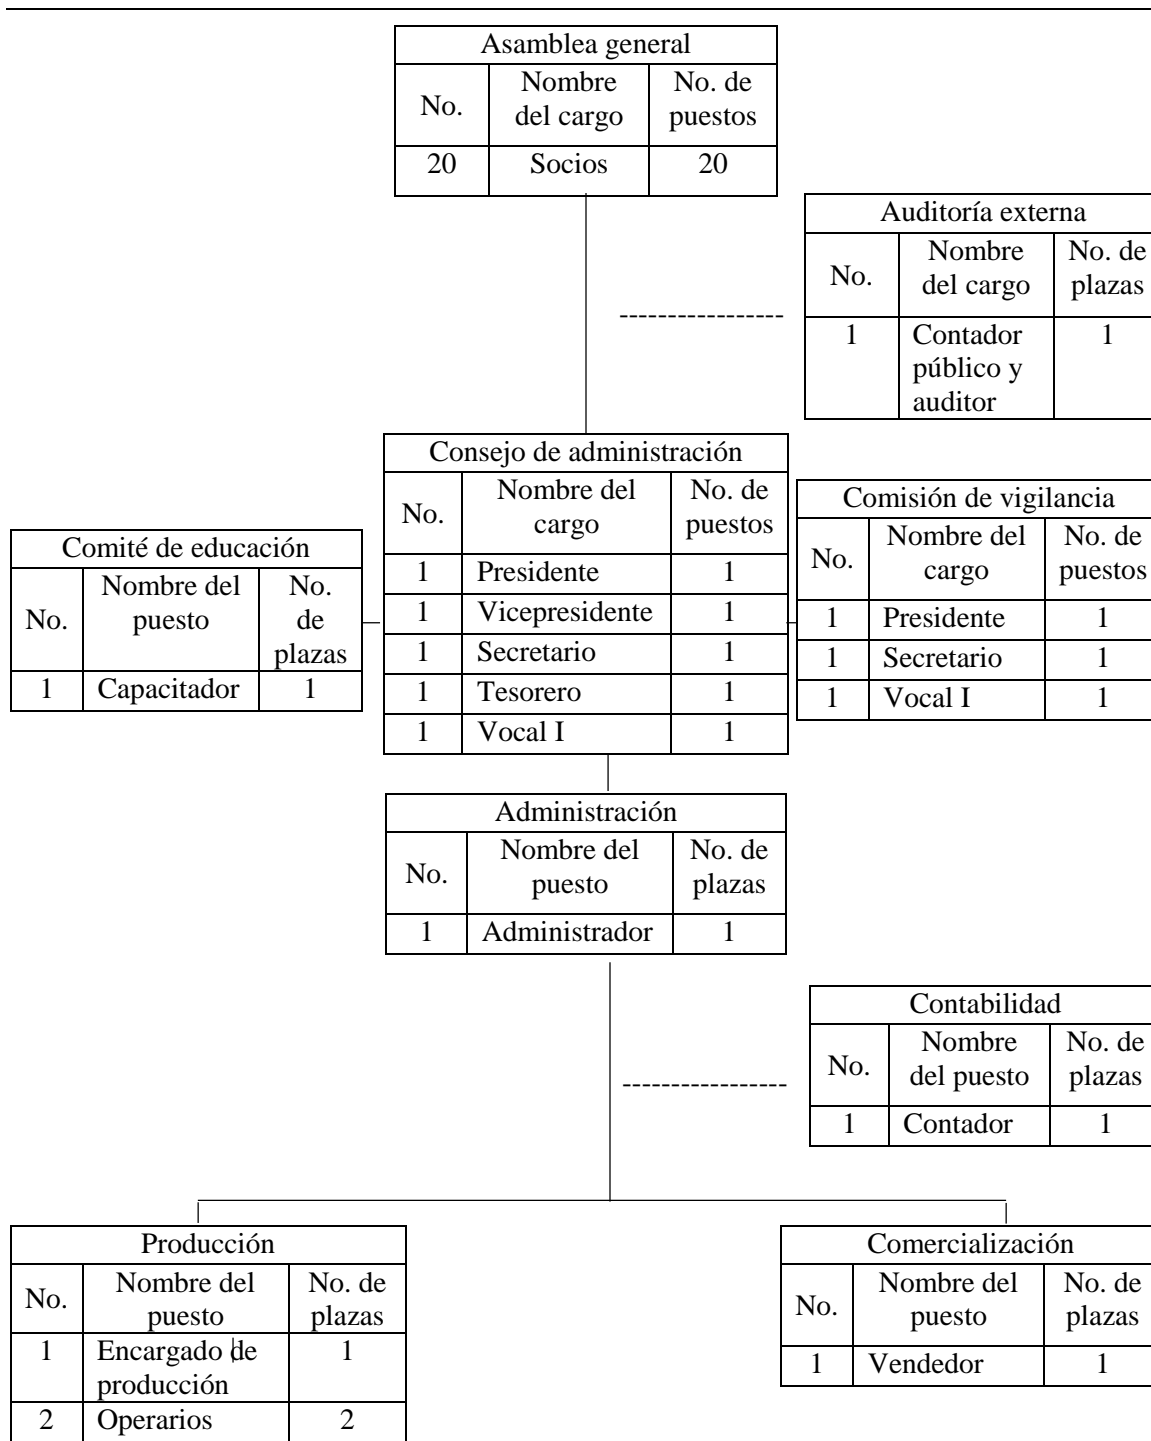 Asamblea general
No.
Nombre
del cargo
No. de
puestos
20 Socios 20
Auditoría externa
No.
Nombre
del cargo
No. de
plazas
1 Contador 1
público y
auditor
Consejo de administración
No.
Nombre del
cargo
No. de
puestos
1 Presidente 1
1 Vicepresidente 1
1 Secretario 1
1 Tesorero 1
1 Vocal I 1
Comisión de vigilancia
No.
Nombre del
cargo
No. de
puestos
1 Presidente 1
1 Secretario 1
1 Vocal I 1
Comité de educación
No.
Nombre del
puesto
No.
de
plazas
1 Capacitador 1
Administración
No.
Nombre del
puesto
No. de
plazas
1 Administrador 1
Contabilidad
No.
Nombre
del puesto
No. de
plazas
1 Contador 1
Producción
No.
Nombre del
puesto
No. de
plazas
1 Encargado de 1
producción
2 Operarios 2
Comercialización
No.
Nombre del
puesto
No. de
plazas
1 Vendedor 1